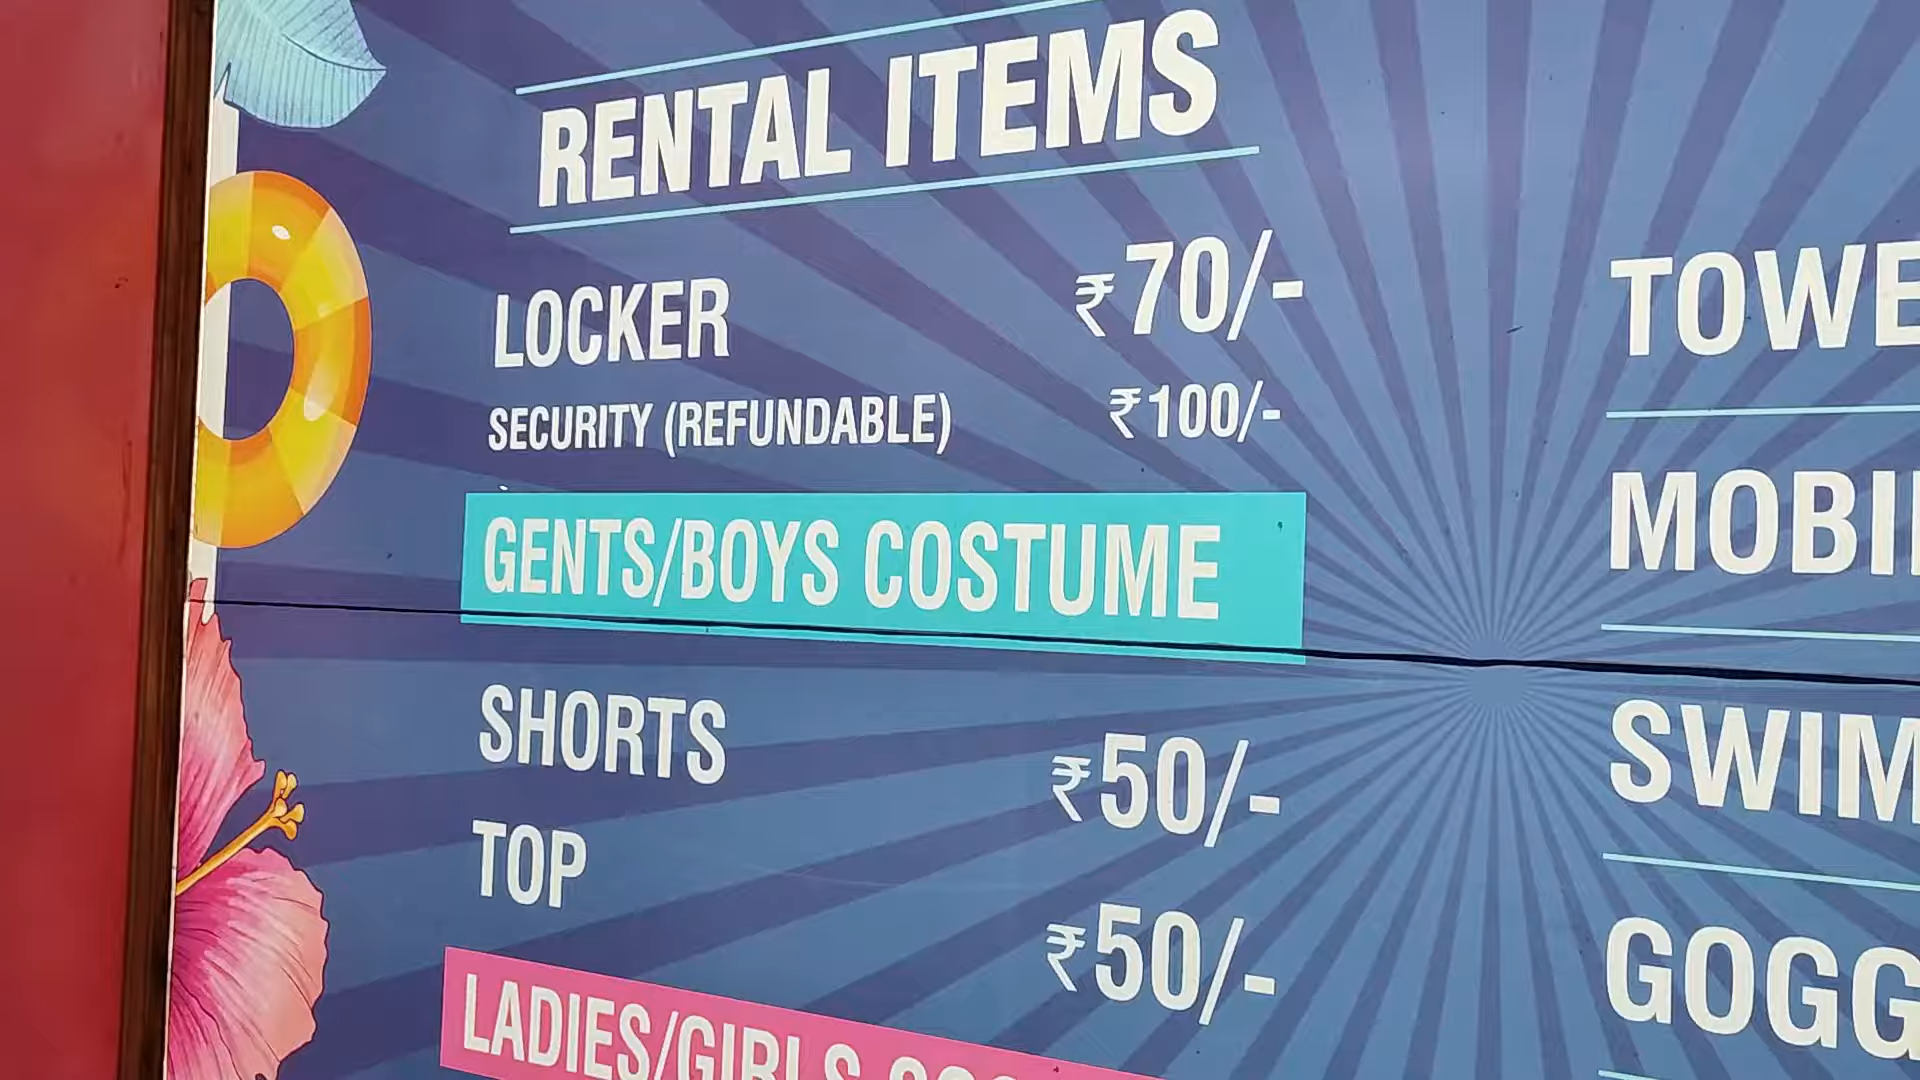 RENTAL ITEMS
LOCKER ₹70/-
SECURITY (REFUNDABLE) ₹100/-
GENTS/BOYS COSTUME
SHORTS ₹50/-
TOP ₹50/-
LADIES/GIRLS
TOWE
MOBI
SWIM
GOGG